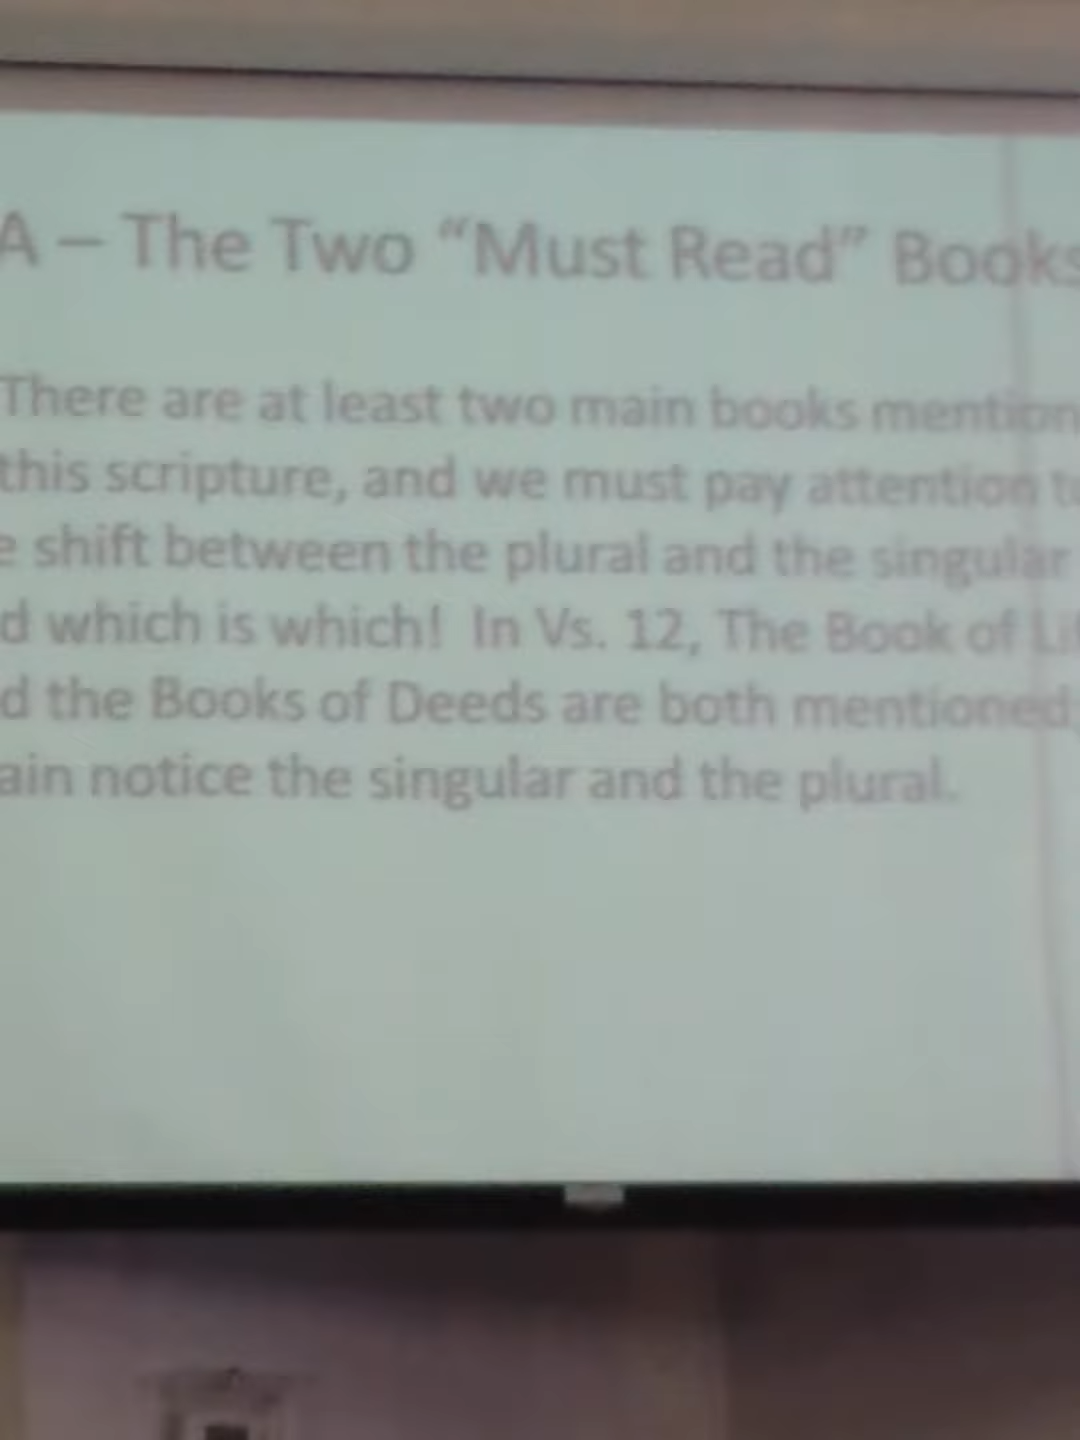 A – The Two “Must Read” Books
There are at least two main books mention
this scripture, and we must pay attention to
e shift between the plural and the singular
d which is which! In Vs. 12, The Book of Lif
d the Books of Deeds are both mentioned;
ain notice the singular and the plural.